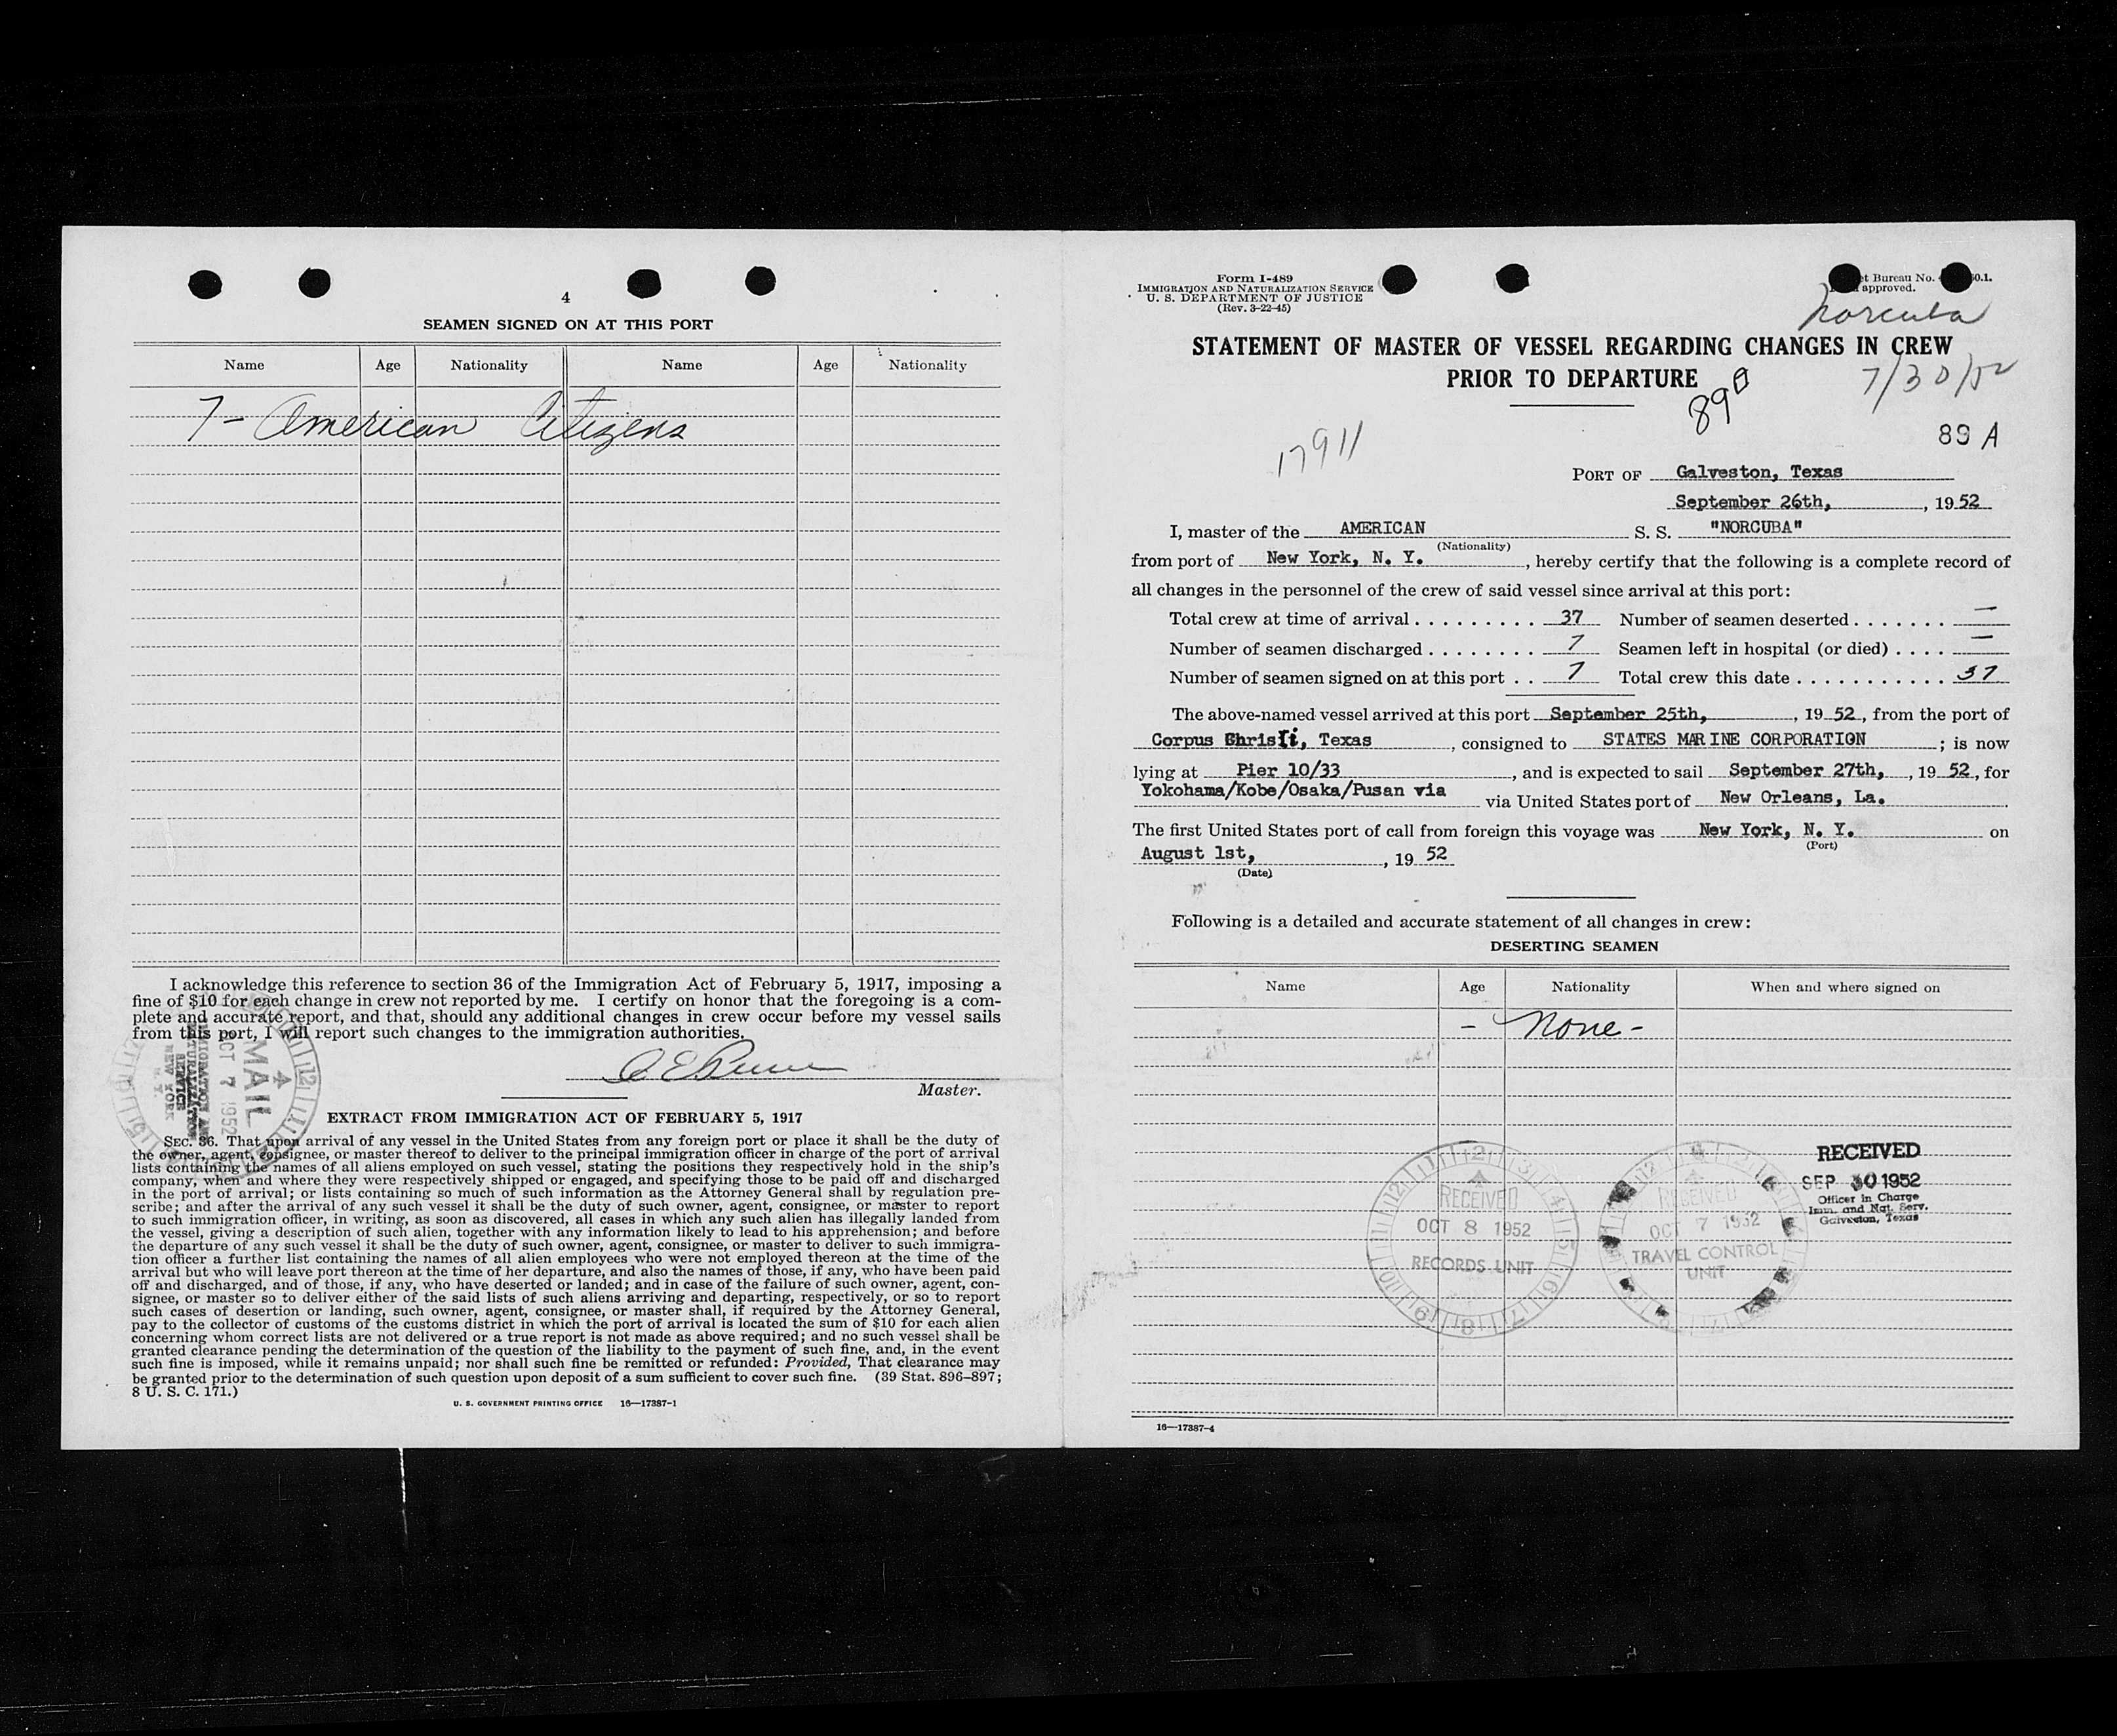 4
SEAMEN SIGNED ON AT THIS PORT
Name Age Nationality Name Age Nationality
7- American Citizens
I acknowledge this reference to section 36 of the Immigration Act of February 5, 1917, imposing a
fine of $10 for each change in crew not reported by me. I certify on honor that the foregoing is a com-
plete and accurate report, and that, should any additional changes in crew occur before my vessel sails
from this port, I will report such changes to the immigration authorities.
Master.
MAIL
OCT 7 1952
IMMIGRATION AND
NATURALIZATION
SERVICE
NEW YORK
EXTRACT FROM IMMIGRATION ACT OF FEBRUARY 5, 1917
SEC. 36. That upon arrival of any vessel in the United States from any foreign port or place it shall be the duty of
the owner, agent, consignee, or master thereof to deliver to the principal immigration officer in charge of the port of arrival
lists containing the names of all aliens employed on such vessel, stating the positions they respectively hold in the ship's
company, when and where they were respectively shipped or engaged, and specifying those to be paid off and discharged
in the port of arrival; or lists containing so much of such information as the Attorney General shall by regulation pre-
scribe; and after the arrival of any such vessel it shall be the duty of such owner, agent, consignee, or master to report
to such immigration officer, in writing, as soon as discovered, all cases in which any such alien has illegally landed from
the vessel, giving a description of such alien, together with any information likely to lead to his apprehension; and before
the departure of any such vessel it shall be the duty of such owner, agent, consignee, or master to deliver to such immigra-
tion officer a further list containing the names of all alien employees who were not employed thereon at the time of the
arrival but who will leave port thereon at the time of her departure, and also the names of those, if any, who have been paid
off and discharged, and of those, if any, who have deserted or landed; and in case of the failure of such owner, agent, con-
signee, or master so to deliver either of the said lists of such aliens arriving and departing, respectively, or so to report
such cases of desertion or landing, such owner, agent, consignee, or master shall, if required by the Attorney General,
pay to the collector of customs of the customs district in which the port of arrival is located the sum of $10 for each alien
concerning whom correct lists are not delivered or a true report is not made as above required; and no such vessel shall be
granted clearance pending the determination of the question of the liability to the payment of such fine, and, in the event
such fine is imposed, while it remains unpaid; nor shall such fine be remitted or refunded: Provided, That clearance may
be granted prior to the determination of such question upon deposit of a sum sufficient to cover such fine. (39 Stat. 896-897;
8 U. S. C. 171.)
U. S. GOVERNMENT PRINTING OFFICE 16—17387-1
Form I-489
IMMIGRATION AND NATURALIZATION SERVICE
U. S. DEPARTMENT OF JUSTICE
(Rev. 3-22-45)
Bureau No. 0.1.
approved.
Norcuba
STATEMENT OF MASTER OF VESSEL REGARDING CHANGES IN CREW
PRIOR TO DEPARTURE
7/30/52
17911
89 A
PORT OF Galveston, Texas
September 26th, , 19 52
I, master of the AMERICAN S. S. "NORCUBA"
(Nationality)
from port of New York, N. Y. , hereby certify that the following is a complete record of
all changes in the personnel of the crew of said vessel since arrival at this port:
Total crew at time of arrival . . . . . . . . . 37 Number of seamen deserted . . . . . . . —
Number of seamen discharged . . . . . . . . 7 Seamen left in hospital (or died) . . . . —
Number of seamen signed on at this port . . 7 Total crew this date . . . . . . . . . . . 37
The above-named vessel arrived at this port September 25th, , 19 52, from the port of
Corpus Christi, Texas , consigned to STATES MARINE CORPORATION ; is now
lying at Pier 10/33 , and is expected to sail September 27th, , 19 52, for
Yokohama/Kobe/Osaka/Pusan via via United States port of New Orleans, La.
The first United States port of call from foreign this voyage was New York, N. Y. on
(Port)
August 1st, , 19 52
(Date)
Following is a detailed and accurate statement of all changes in crew:
DESERTING SEAMEN
Name Age Nationality When and where signed on
- None -
RECEIVED
OCT 8 1952
RECORDS UNIT
RECEIVED
OCT 7 1952
TRAVEL CONTROL
UNIT
RECEIVED
SEP 30 1952
Officer in Charge
Imm. and Nat. Serv.
Galveston, Texas
16—17387-4